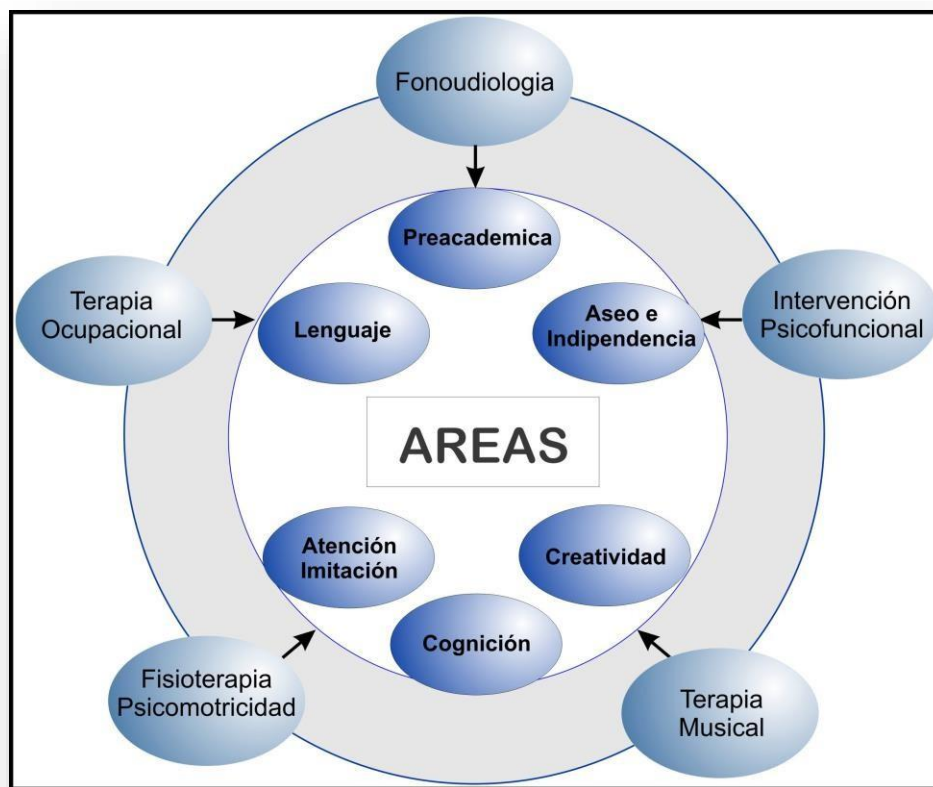 Fonoudiologia
Preacademica
Terapia
Ocupacional
Lenguaje
Aseo e
Indipendencia
Intervención
Psicofuncional
AREAS
Atención
Imitación
Creatividad
Cognición
Fisioterapia
Psicomotricidad
Terapia
Musical